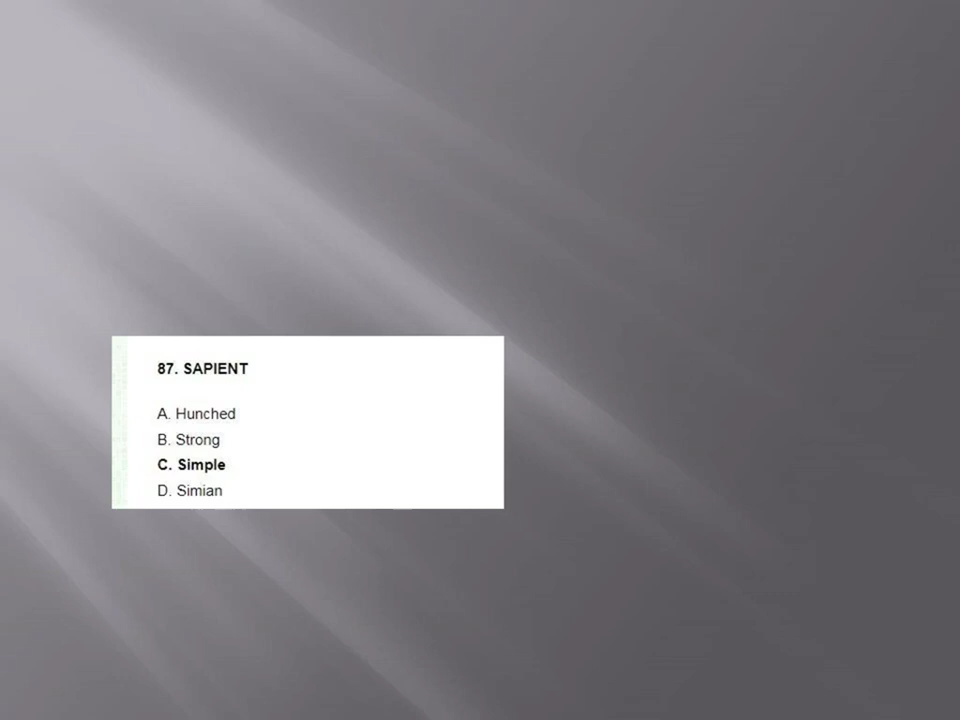 87. SAPIENT
A. Hunched
B. Strong
C. Simple
D. Simian